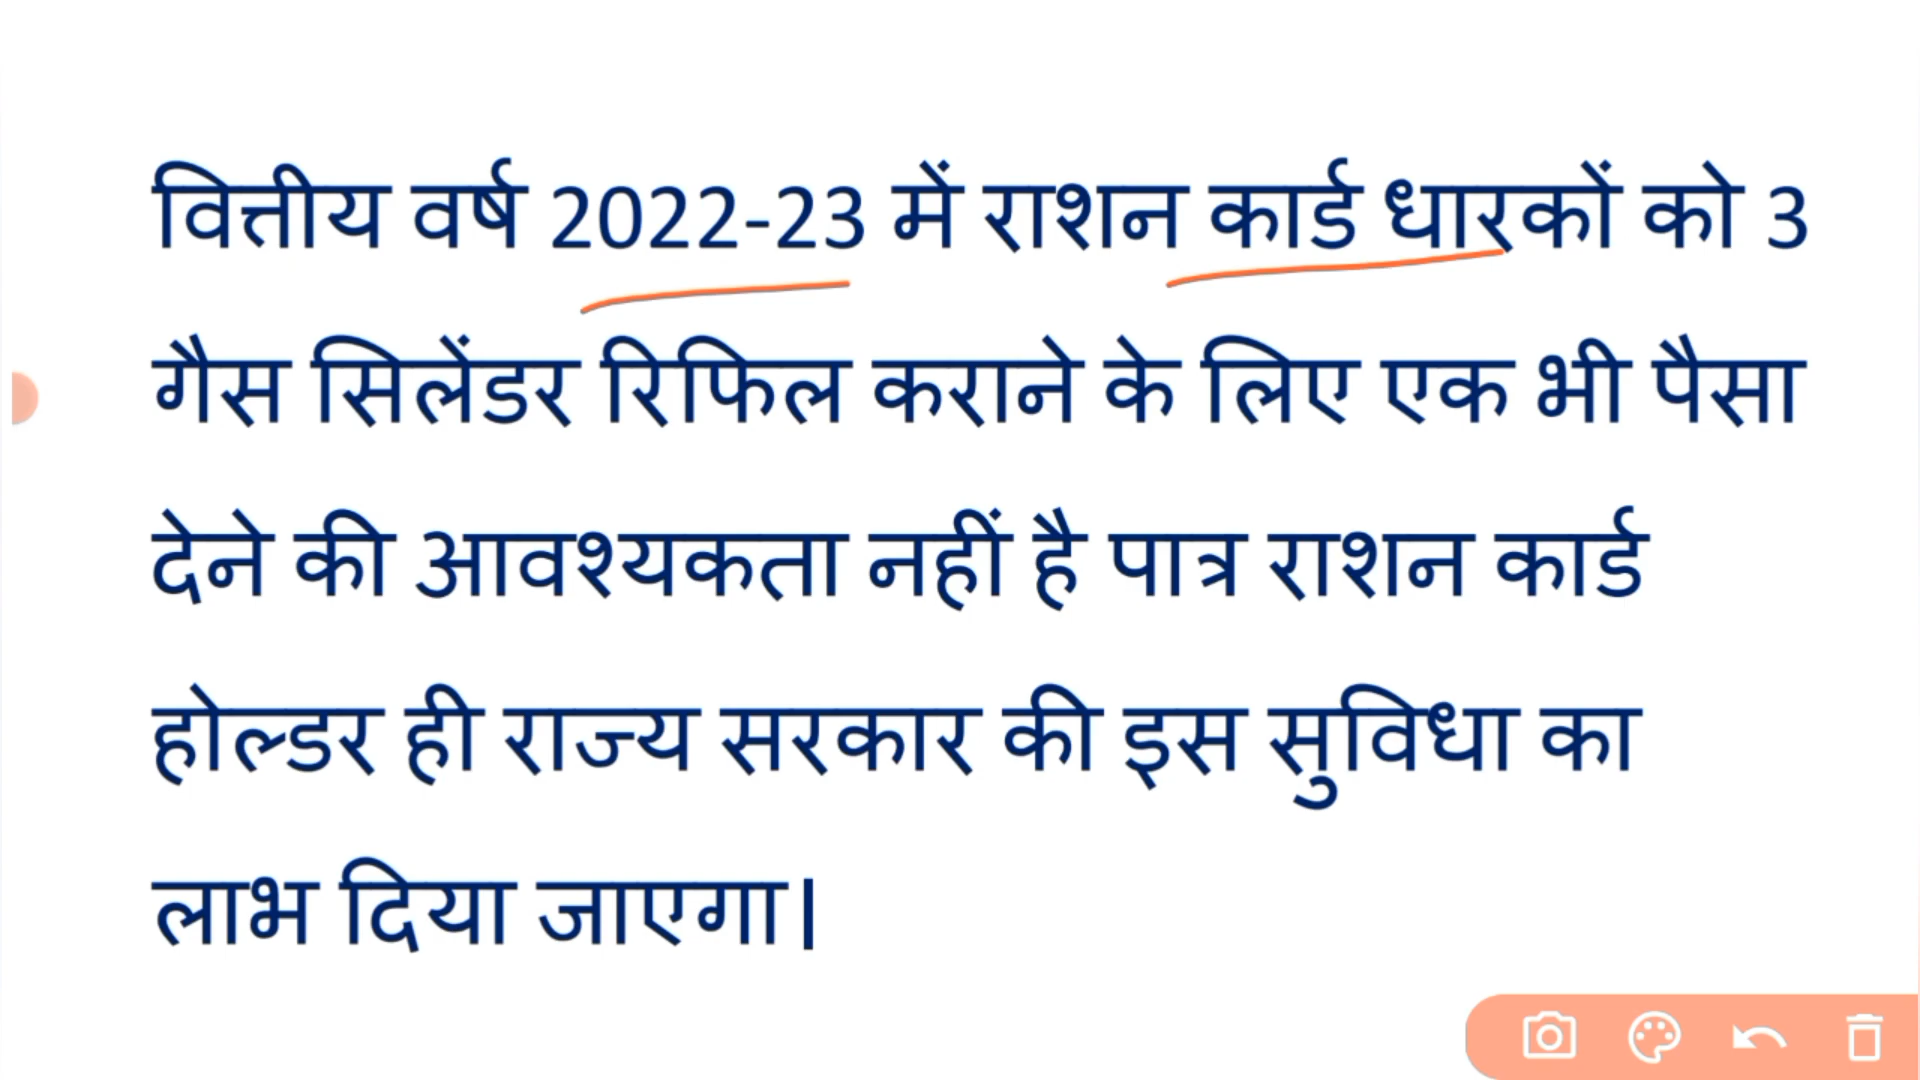 वित्तीय वर्ष 2022-23 में राशन कार्ड धारकों को 3
गैस सिलेंडर रिफिल कराने के लिए एक भी पैसा
देने की आवश्यकता नहीं है पात्र राशन कार्ड
होल्डर ही राज्य सरकार की इस सुविधा का
लाभ दिया जाएगा।